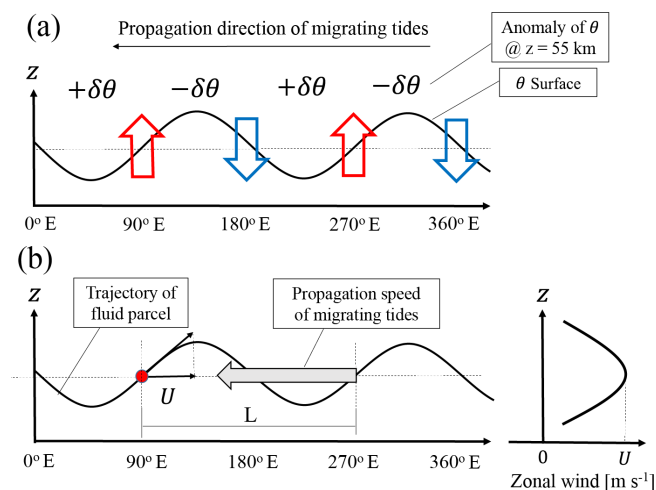 (a)
Propagation direction of migrating tides
Anomaly of θ
@ z = 55 km
z
+δθ −δθ +δθ −δθ
θ Surface
0° E 90° E 180° E 270° E 360° E
(b)
Trajectory of
fluid parcel
Propagation speed
of migrating tides
z
z
U
L
0° E 90° E 180° E 270° E 360° E
0 U
Zonal wind [m s⁻¹]